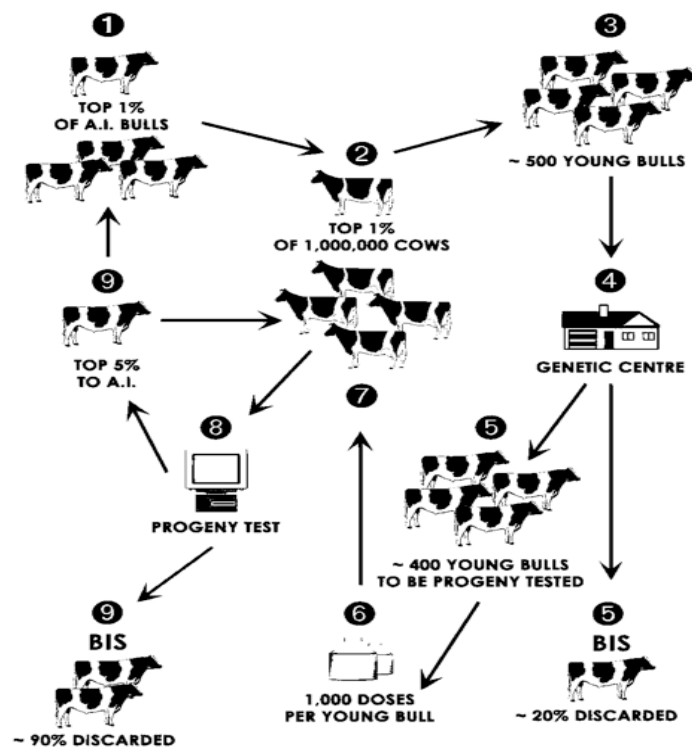 1
TOP 1%
OF A.I. BULLS
2
TOP 1%
OF 1,000,000 COWS
3
~ 500 YOUNG BULLS
4
GENETIC CENTRE
5
~ 400 YOUNG BULLS
TO BE PROGENY TESTED
5
BIS
~ 20% DISCARDED
6
1,000 DOSES
PER YOUNG BULL
7
8
PROGENY TEST
9
TOP 5%
TO A.I.
9
BIS
~ 90% DISCARDED